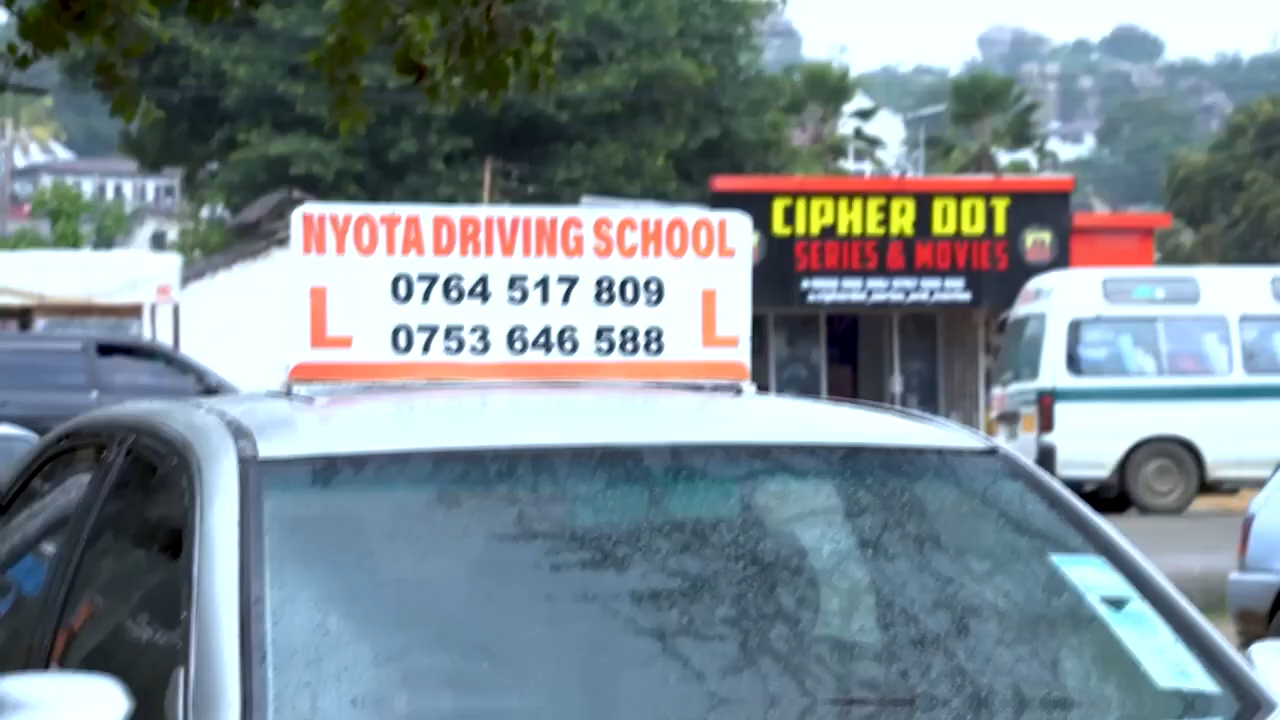 NYOTA DRIVING SCHOOL
L
0764 517 809
L
0753 646 588
CIPHER DOT
SERIES & MOVIES